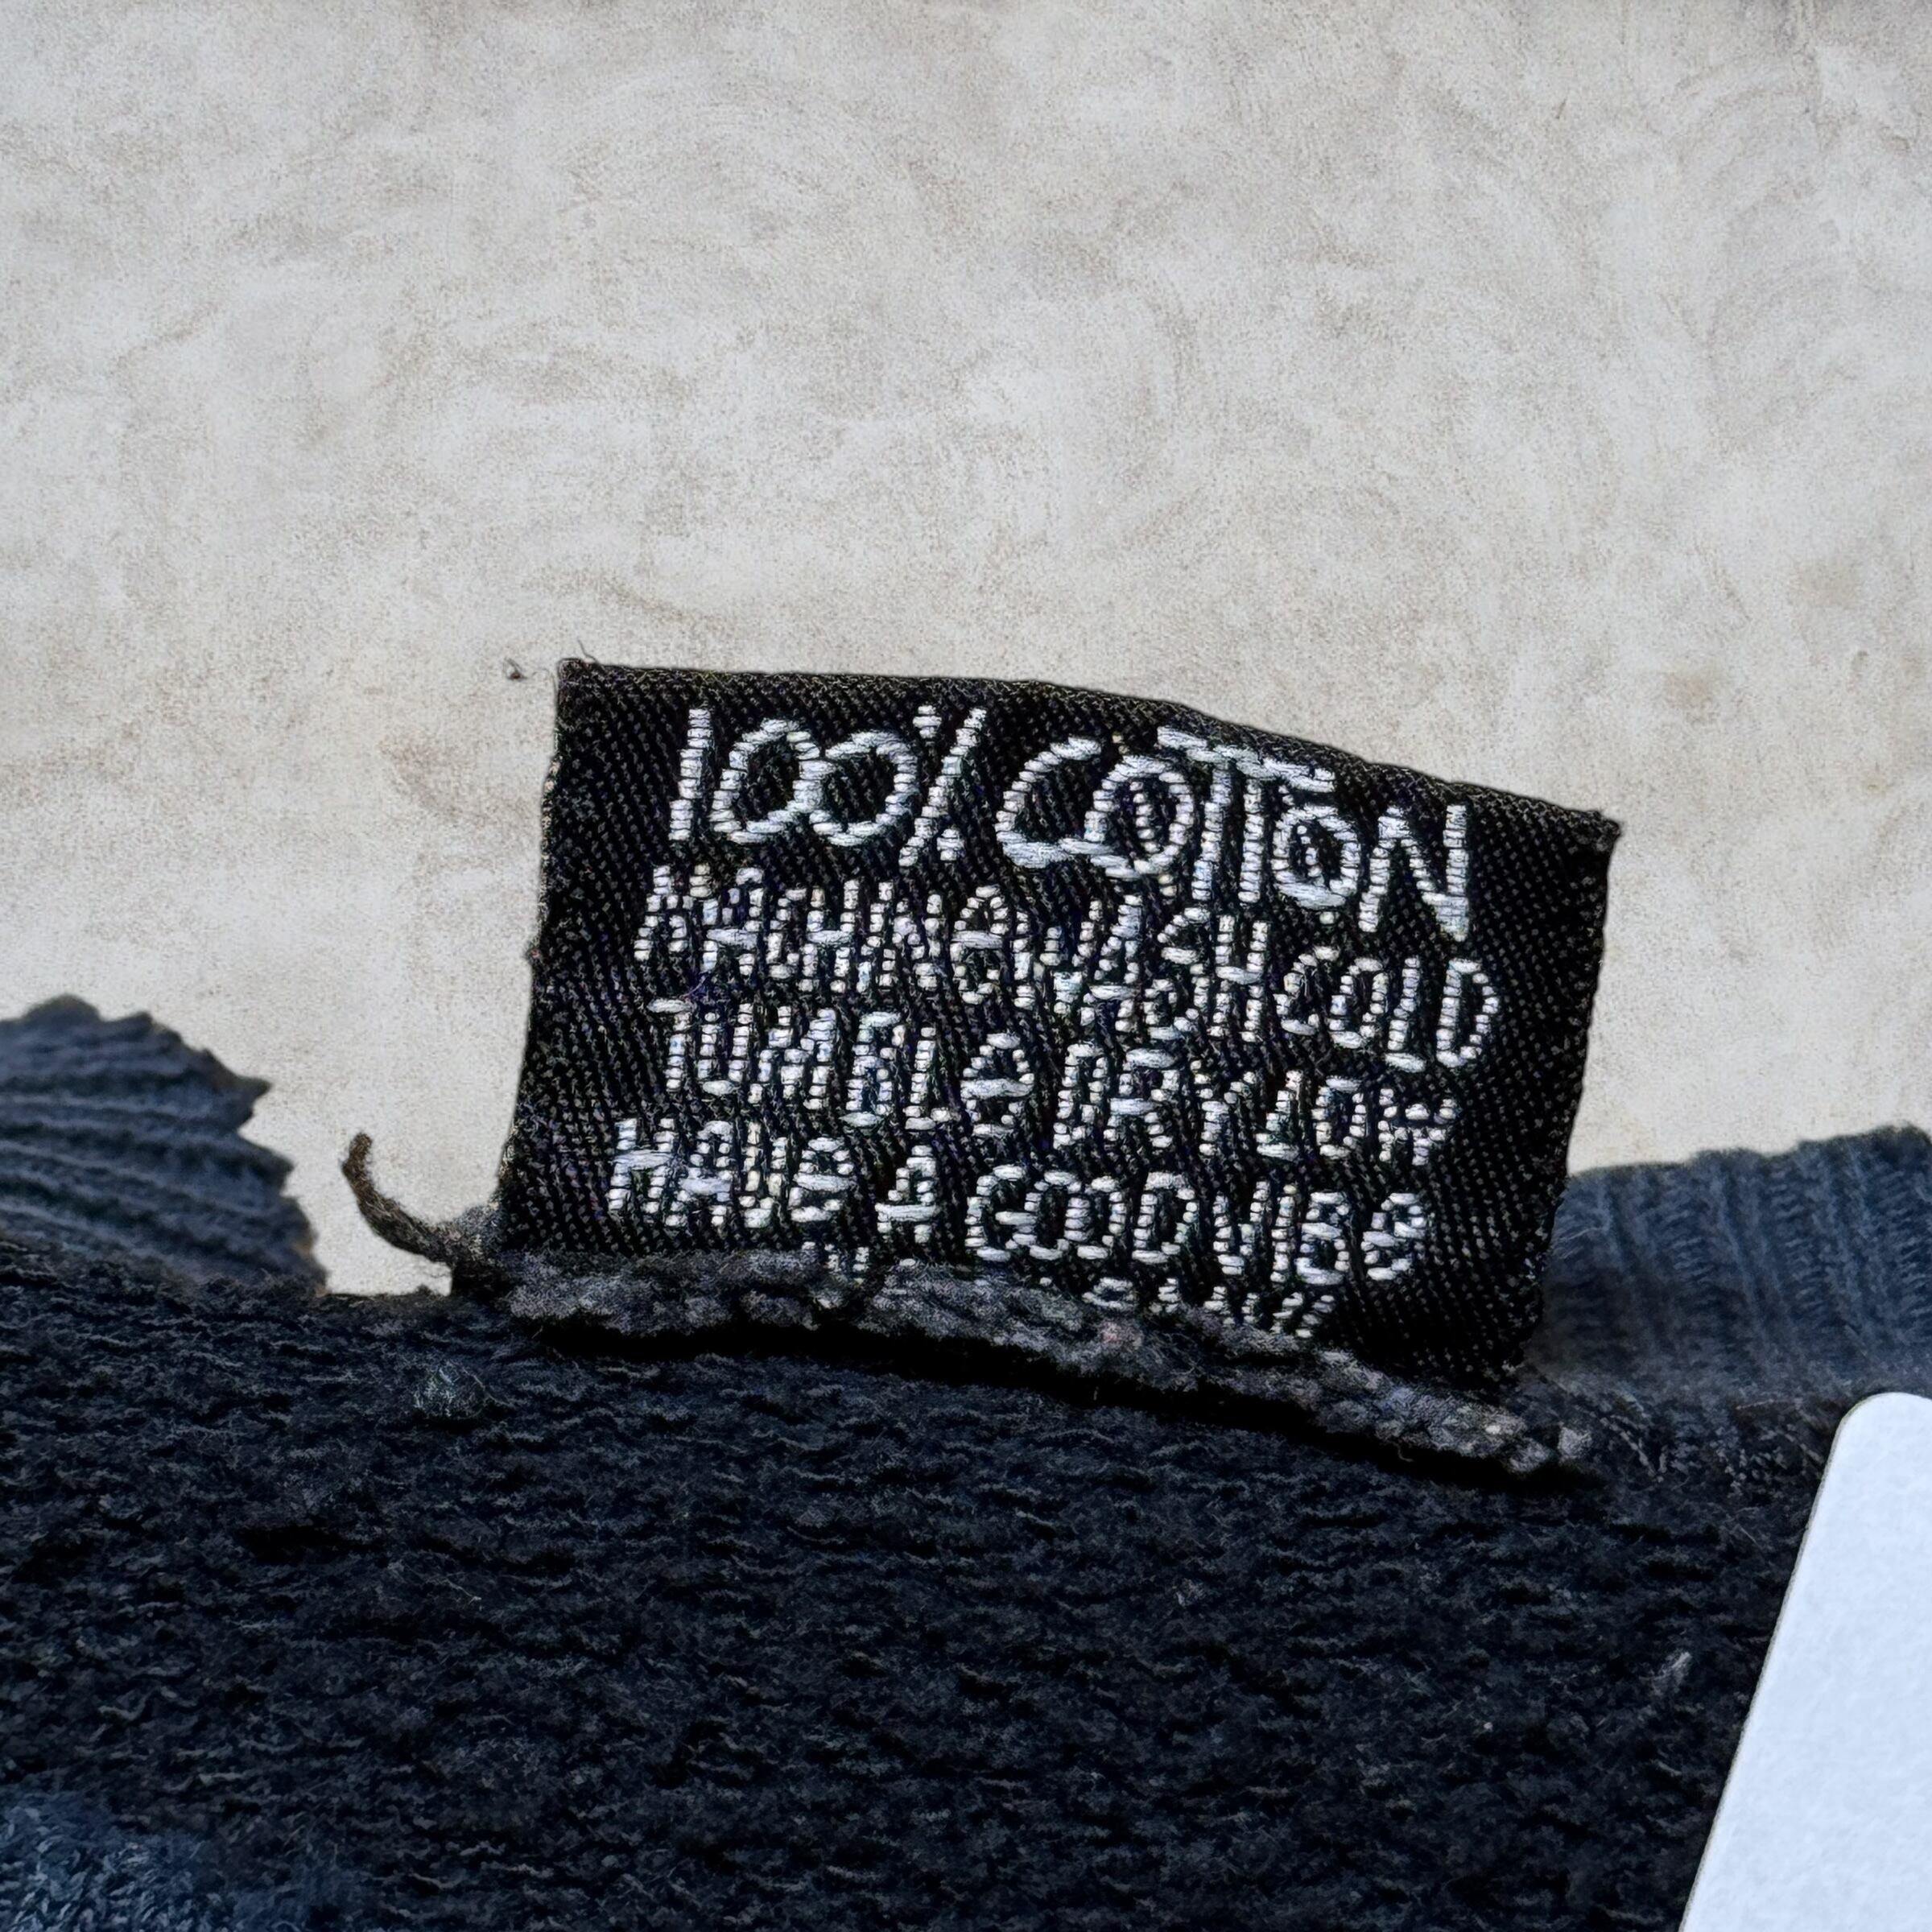 100% COTTON
MACHINE WASH COLD
TUMBLE DRY LOW
HAVE A GOOD VIBE